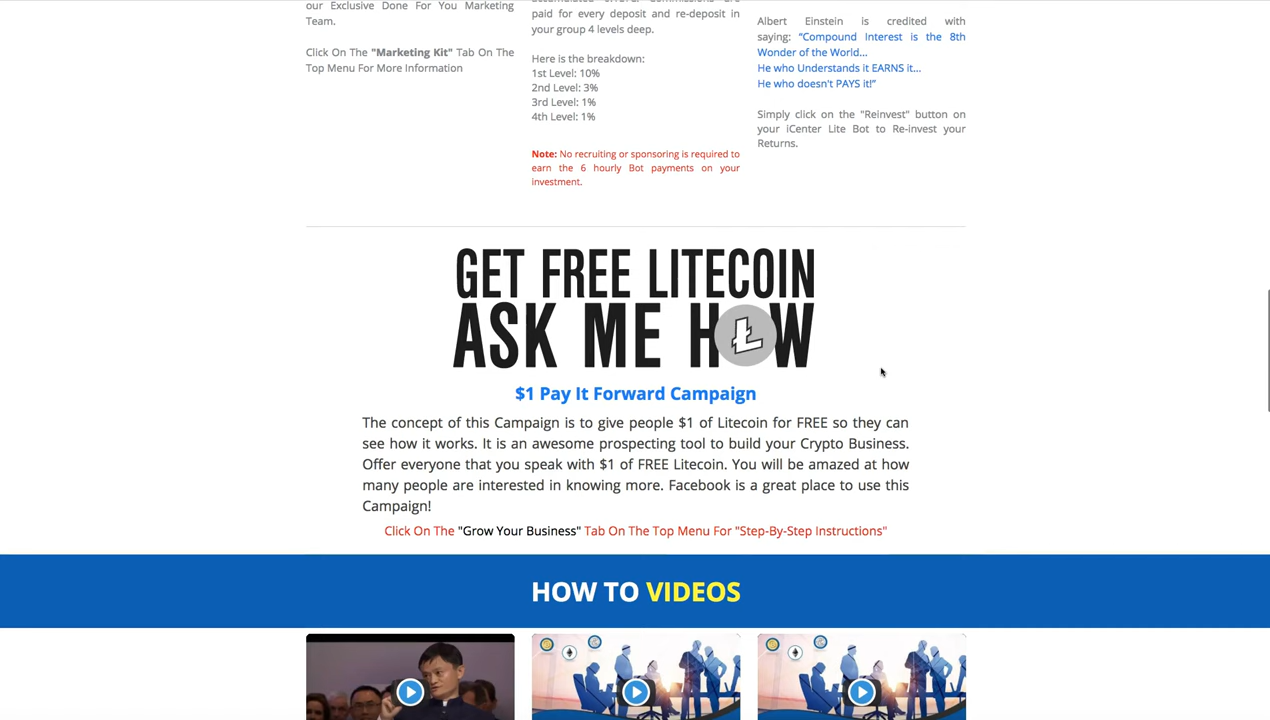 our Exclusive Done For You Marketing
Team.
Click On The "Marketing Kit" Tab On The
Top Menu For More Information
paid for every deposit and re-deposit in
your group 4 levels deep.
Here is the breakdown:
1st Level: 10%
2nd Level: 3%
3rd Level: 1%
4th Level: 1%
Note: No recruiting or sponsoring is required to
earn the 6 hourly Bot payments on your
investment.
Albert Einstein is credited with
saying: “Compound Interest is the 8th
Wonder of the World...
He who Understands it EARNS it...
He who doesn't PAYS it!”
Simply click on the "Reinvest" button on
your iCenter Lite Bot to Re-invest your
Returns.
GET FREE LITECOIN
ASK ME HOW
$1 Pay It Forward Campaign
The concept of this Campaign is to give people $1 of Litecoin for FREE so they can
see how it works. It is an awesome prospecting tool to build your Crypto Business.
Offer everyone that you speak with $1 of FREE Litecoin. You will be amazed at how
many people are interested in knowing more. Facebook is a great place to use this
Campaign!
Click On The "Grow Your Business" Tab On The Top Menu For "Step-By-Step Instructions"
HOW TO VIDEOS